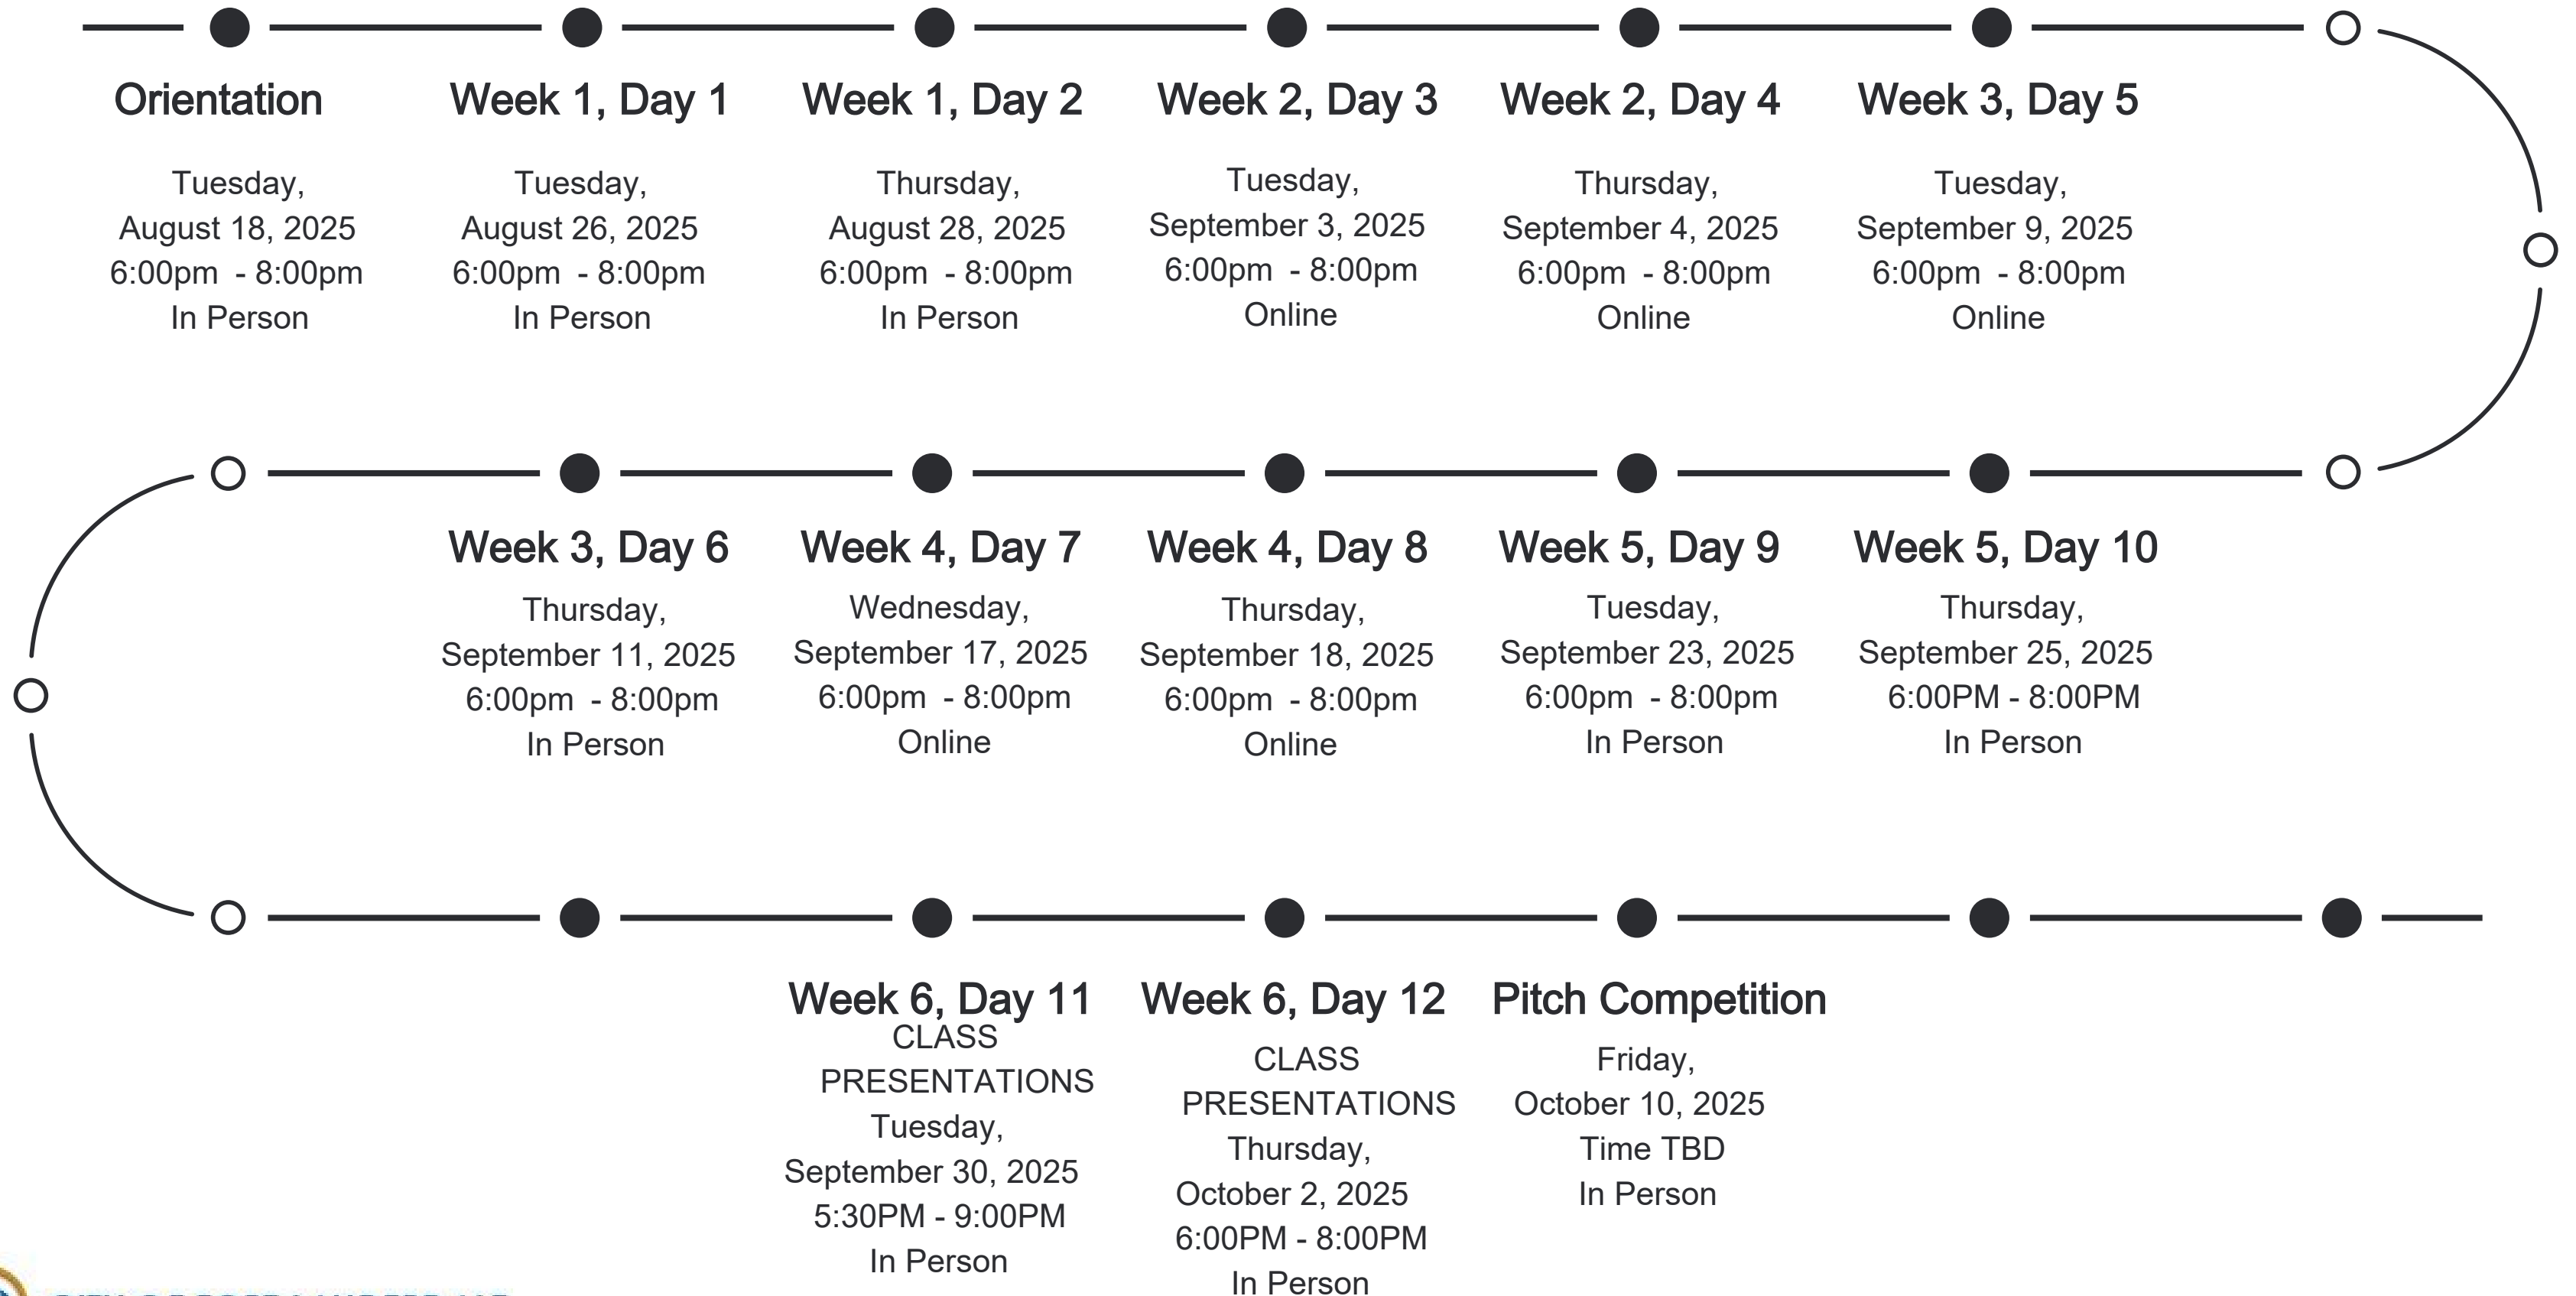 Orientation
Tuesday,
August 18, 2025
6:00pm - 8:00pm
In Person
Week 1, Day 1
Tuesday,
August 26, 2025
6:00pm - 8:00pm
In Person
Week 1, Day 2
Thursday,
August 28, 2025
6:00pm - 8:00pm
In Person
Week 2, Day 3
Tuesday,
September 3, 2025
6:00pm - 8:00pm
Online
Week 2, Day 4
Thursday,
September 4, 2025
6:00pm - 8:00pm
Online
Week 3, Day 5
Tuesday,
September 9, 2025
6:00pm - 8:00pm
Online
Week 3, Day 6
Thursday,
September 11, 2025
6:00pm - 8:00pm
In Person
Week 4, Day 7
Wednesday,
September 17, 2025
6:00pm - 8:00pm
Online
Week 4, Day 8
Thursday,
September 18, 2025
6:00pm - 8:00pm
Online
Week 5, Day 9
Tuesday,
September 23, 2025
6:00pm - 8:00pm
In Person
Week 5, Day 10
Thursday,
September 25, 2025
6:00PM - 8:00PM
In Person
Week 6, Day 11
CLASS
PRESENTATIONS
Tuesday,
September 30, 2025
5:30PM - 9:00PM
In Person
Week 6, Day 12
CLASS
PRESENTATIONS
Thursday,
October 2, 2025
6:00PM - 8:00PM
In Person
Pitch Competition
Friday,
October 10, 2025
Time TBD
In Person